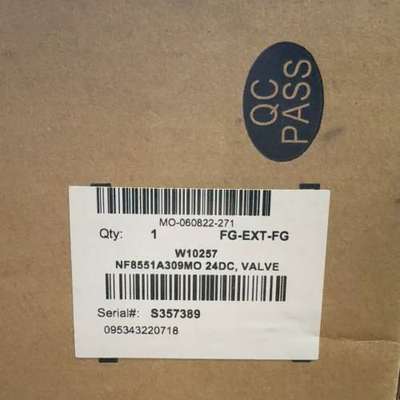 QC
PASS
MO-060822-271
Qty: 1 FG-EXT-FG
W10257
NF8551A309MO 24DC, VALVE
Serial#: S357389
095343220718